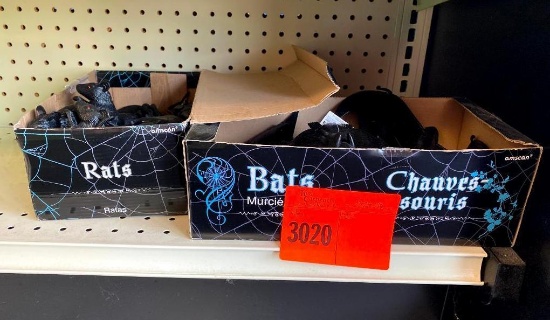 amscan
Rats
Ratas
amscan
Bats
Murcié
Chauves-
souris
3020